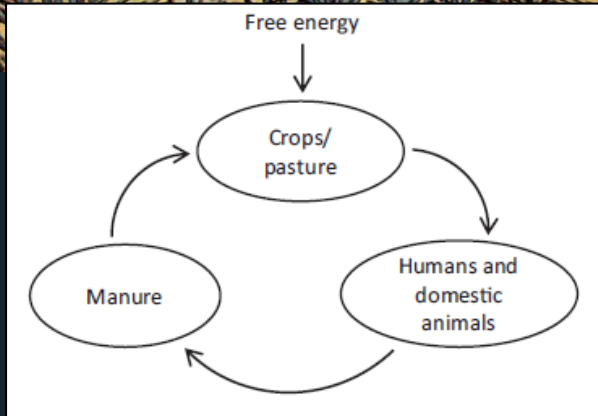 Free energy
Crops/
pasture
Humans and
domestic
animals
Manure